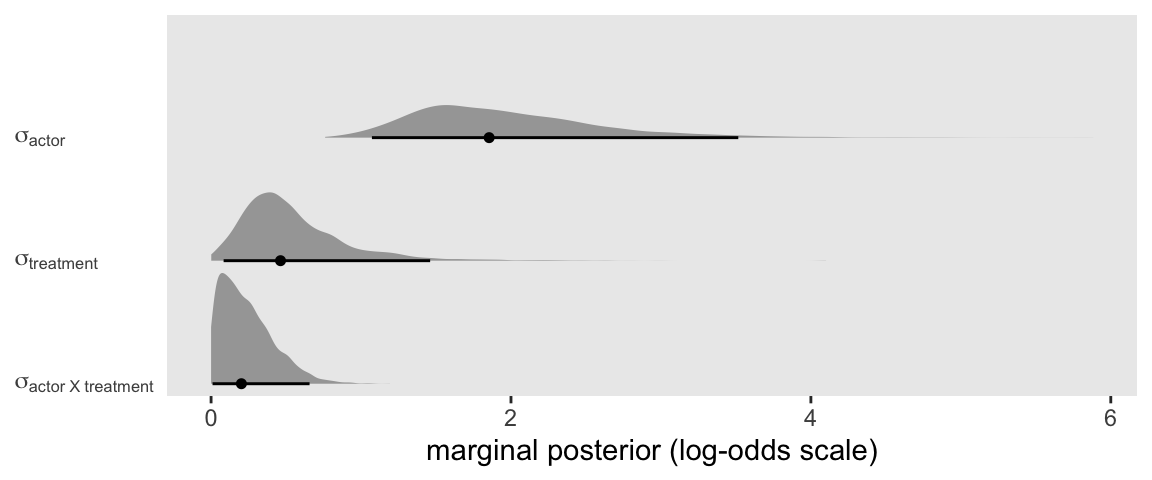 σactor
σtreatment
σactor X treatment
0 2 4 6
marginal posterior (log-odds scale)